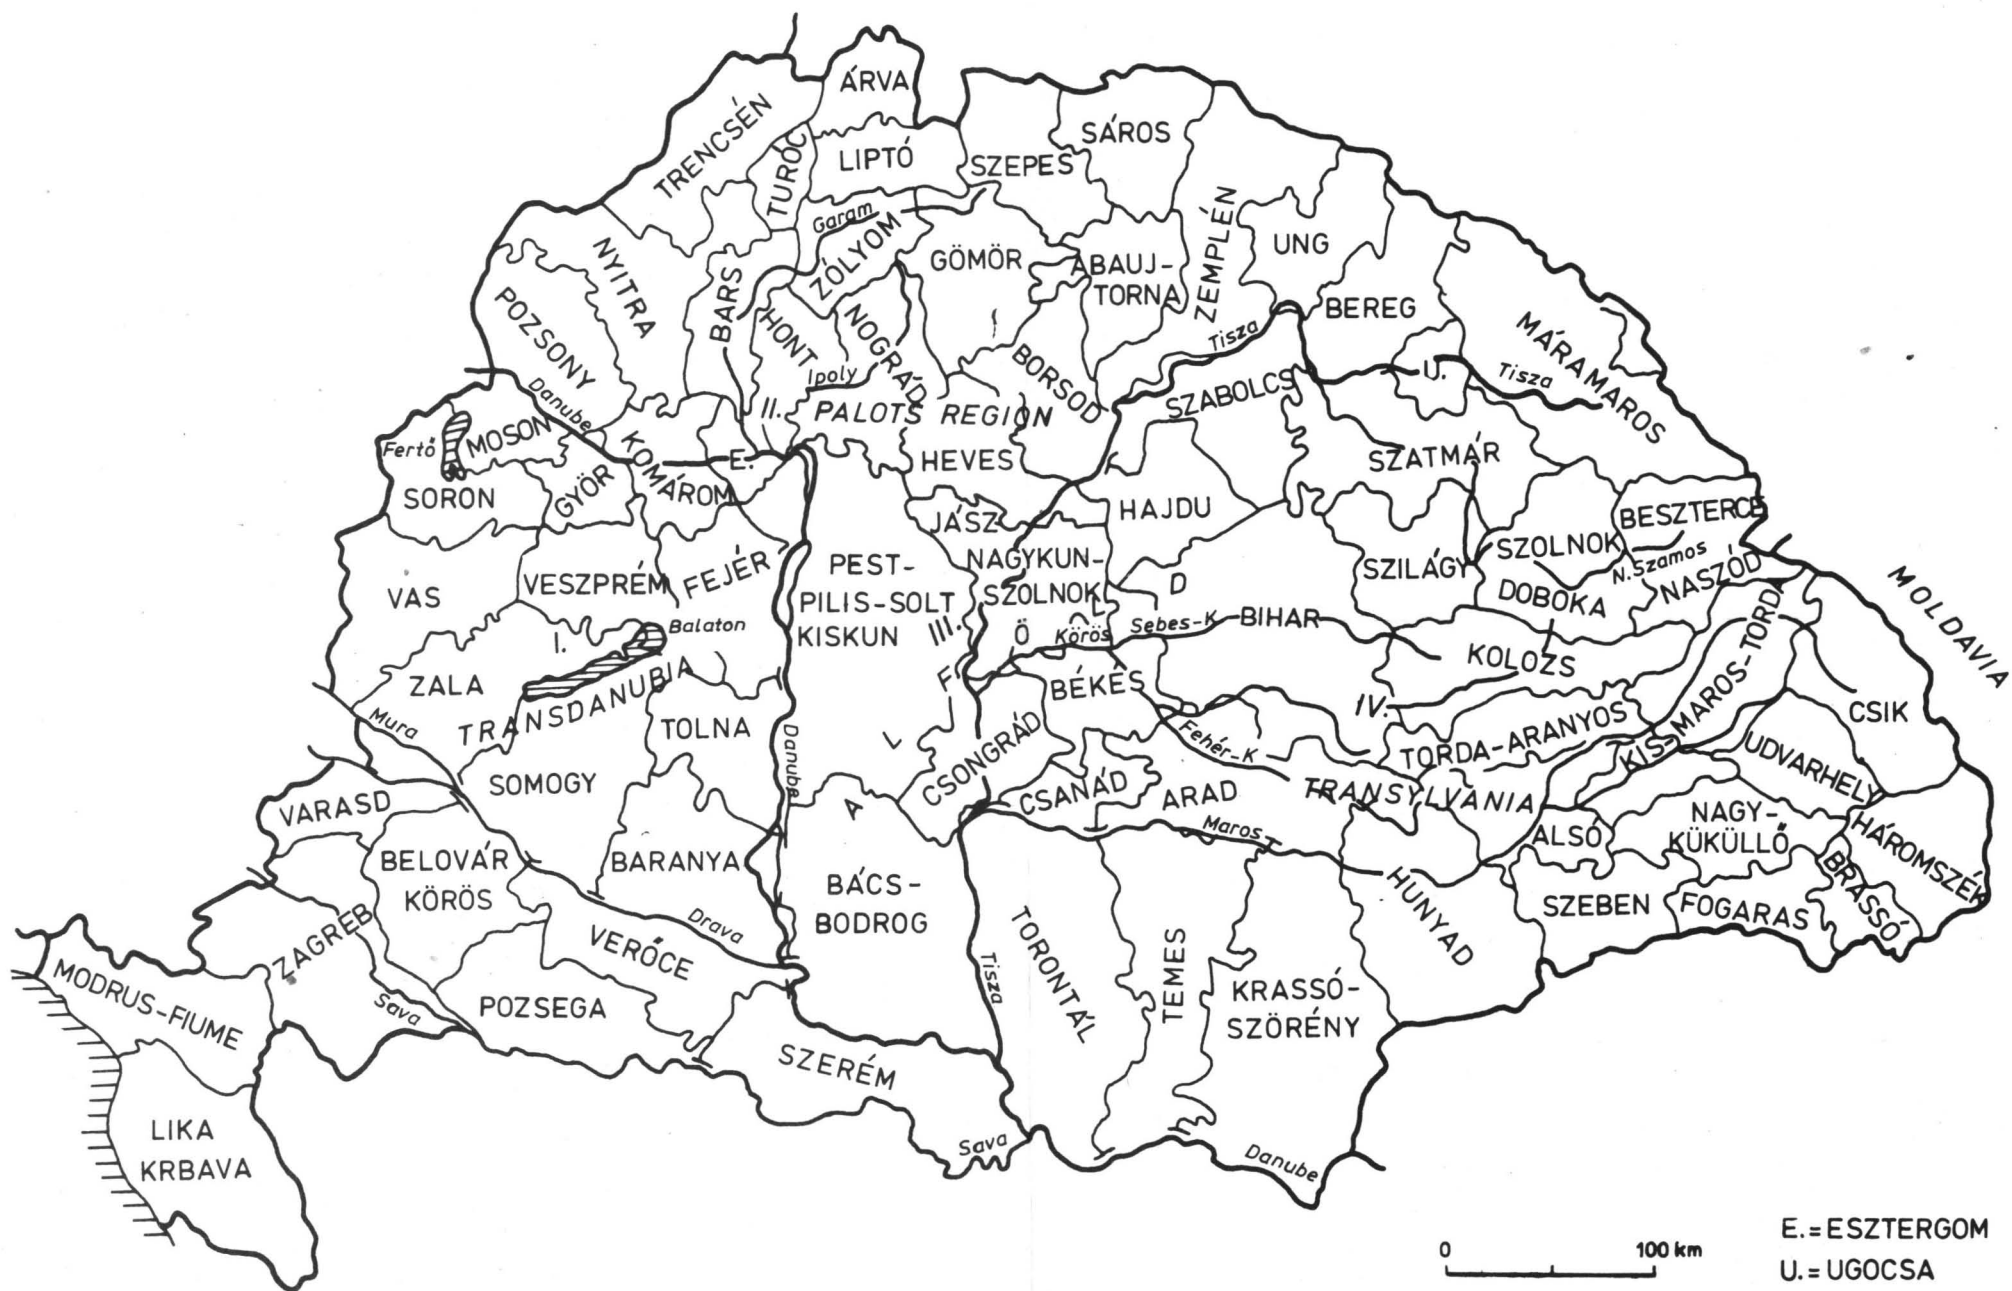 ÁRVA
TRENCSÉN
TURÓC
LIPTÓ
SZEPES
SÁROS
Garam
ZÓLYOM
GÖMÖR
ABAUJ-
TORNA
ZEMPLÉN
UNG
BEREG
NYITRA
POZSONY
BARS
HONT
NOGRÁD
Ipoly
BORSOD
Tisza
SZABOLCS
U.
Tisza
MÁRAMAROS
II. PALOTS REGION
Danube
Fertő
MOSON
SORON
GYÖR
KOMÁROM
E.
HEVES
JÁSZ
NAGYKUN-
SZOLNOK
HAJDU
SZATMÁR
SZILÁGY
SZOLNOK
DOBOKA
BESZTERCE
NASZÓD
N.Szamos
MOLDAVIA
VAS
VESZPRÉM
FEJÉR
PEST-
PILIS-SOLT
KISKUN
III.
A
L
F
Ö
L
D
Körös
Sebes-K
BIHAR
KOLOZS
I.
Balaton
ZALA
TRANSDANUBIA
TOLNA
Mura
SOMOGY
Danube
CSONGRÁD
BÉKÉS
CSANÁD
ARAD
Fehér-K
Maros
IV.
TRANSYLVANIA
TORDA-ARANYOS
KIS-
MAROS-TORDA
CSIK
UDVARHELY
HÁROMSZÉK
BRASSÓ
NAGY-
KÜKÜLLŐ
ALSÓ
SZEBEN
FOGARAS
HUNYAD
VARASD
BELOVÁR
KÖRÖS
BARANYA
BÁCS-
BODROG
Drava
VERŐCE
ZAGREB
Sava
POZSEGA
MODRUS-FIUME
LIKA
KRBAVA
SZERÉM
Sava
Tisza
TORONTÁL
TEMES
KRASSÓ-
SZÖRÉNY
Danube
0 100 km
E.=ESZTERGOM
U.=UGOCSA